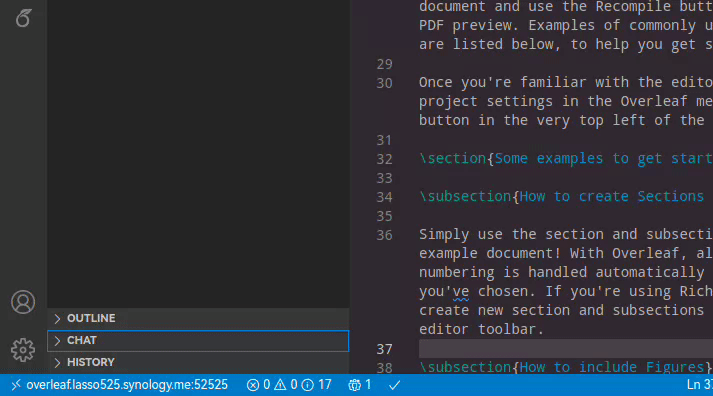 document and use the Recompile butt
PDF preview. Examples of commonly u
are listed below, to help you get s
29
30 Once you're familiar with the edito
project settings in the Overleaf me
button in the very top left of the
31
32 \section{Some examples to get start
33
34 \subsection{How to create Sections
35
36 Simply use the section and subsecti
example document! With Overleaf, al
numbering is handled automatically
you've chosen. If you're using Rich
create new section and subsections
editor toolbar.
37
38 \subsection{How to include Figures}
OUTLINE
CHAT
HISTORY
overleaf.lasso525.synology.me:52525 0 0 17 1 Ln 37